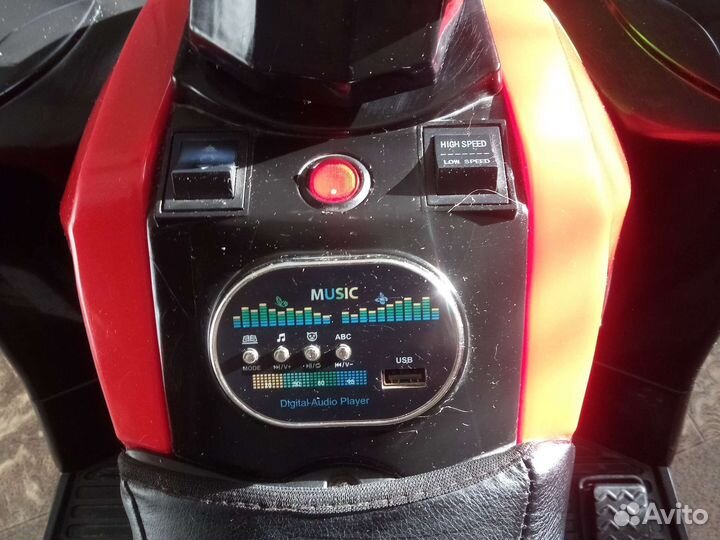 HIGH SPEED
LOW SPEED
MUSIC
ABC
MODE ⏭/V+ ⏯/⟲ ⏮/V-
USB
Digital Audio Player
Avito